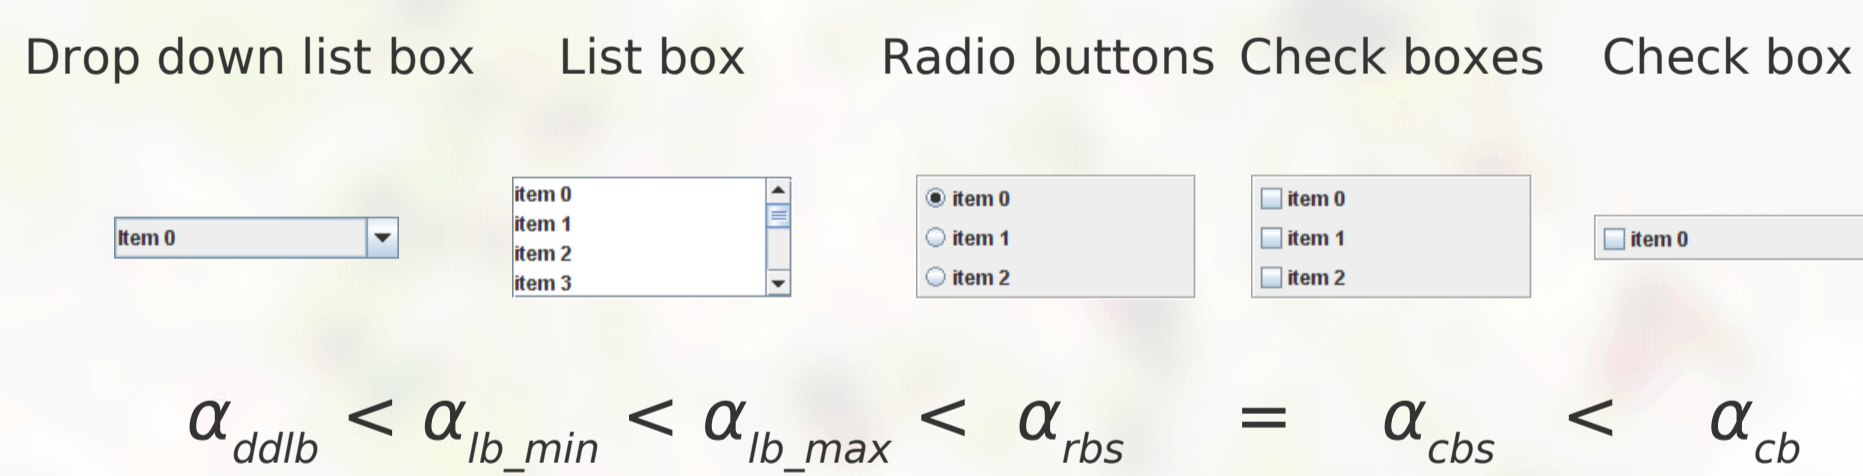 Drop down list box List box Radio buttons Check boxes Check box
Item 0
item 0
item 1
item 2
item 3
item 0
item 1
item 2
item 0
item 1
item 2
item 0
α_ddlb < α_lb_min < α_lb_max < α_rbs = α_cbs < α_cb